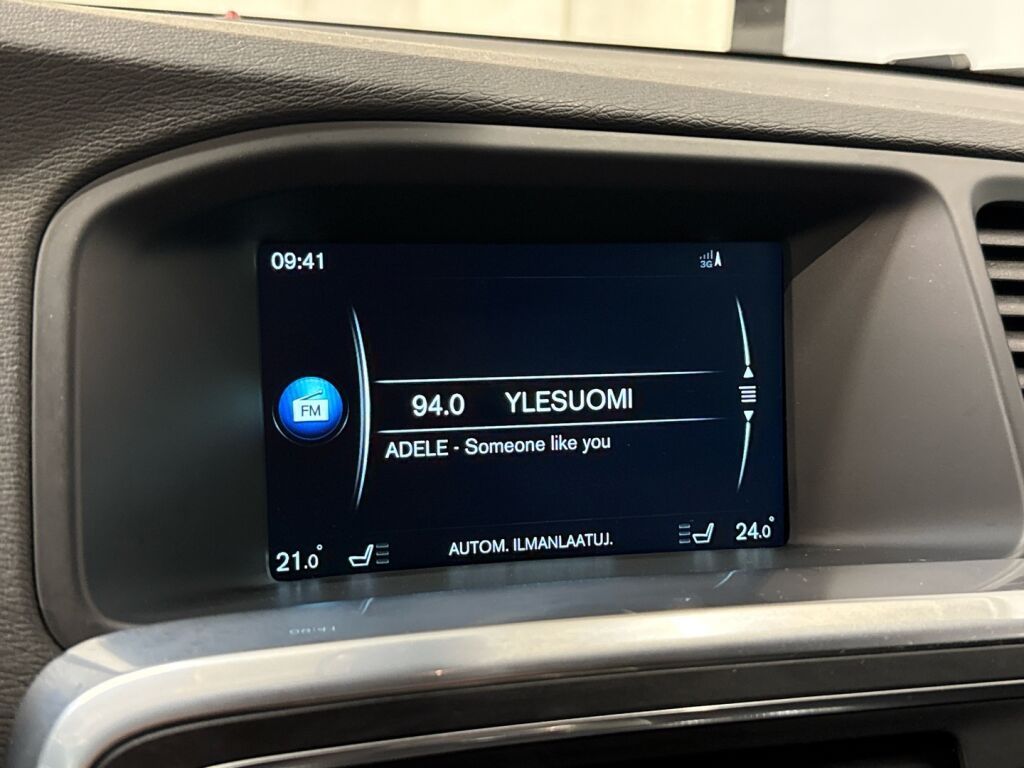 09:41
3G
FM
94.0 YLESUOMI
ADELE - Someone like you
21.0° AUTOM. ILMANLAATUJ. 24.0°